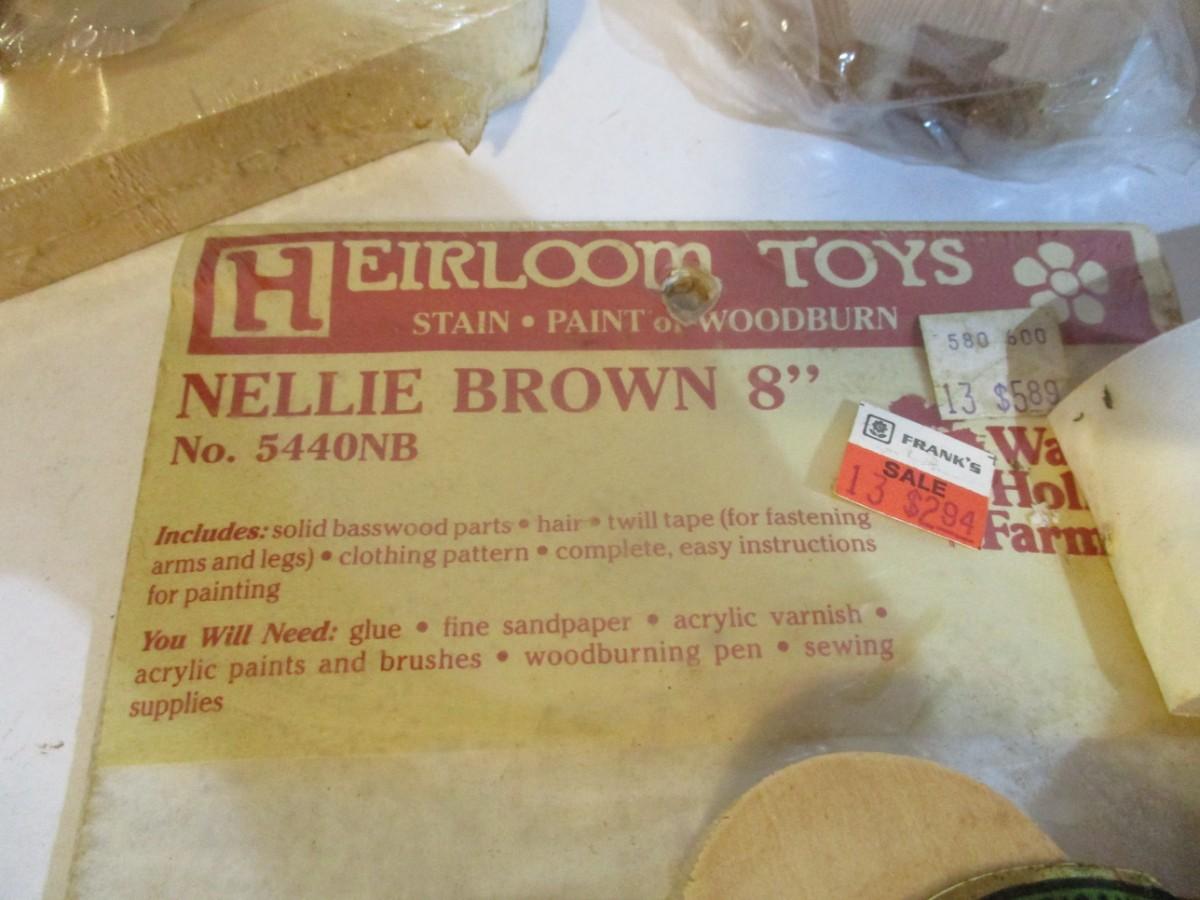 HEIRLOOM TOYS
STAIN • PAINT or WOODBURN
NELLIE BROWN 8”
No. 5440NB
580 600
13 $589
FRANK'S
SALE
13 $294
Farm
Includes: solid basswood parts • hair • twill tape (for fastening
arms and legs) • clothing pattern • complete, easy instructions
for painting
You Will Need: glue • fine sandpaper • acrylic varnish •
acrylic paints and brushes • woodburning pen • sewing
supplies